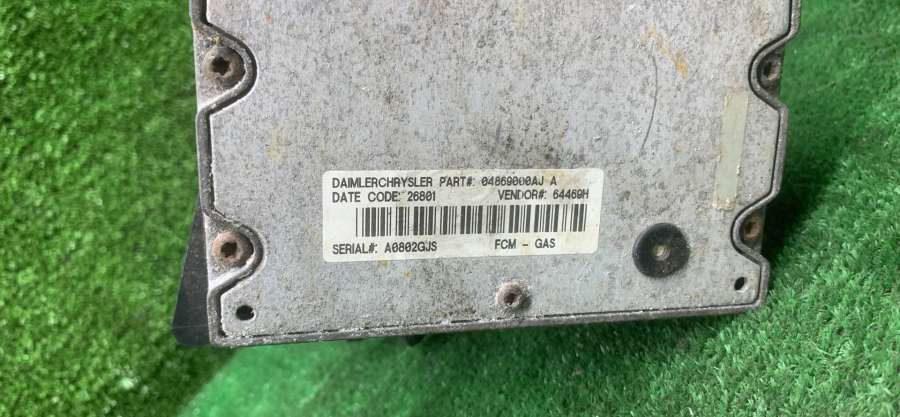 DAIMLERCHRYSLER PART#: 04869000AJ A
DATE CODE: 26801 VENDOR#: 64469H
SERIAL#: A0802GJS FCM - GAS